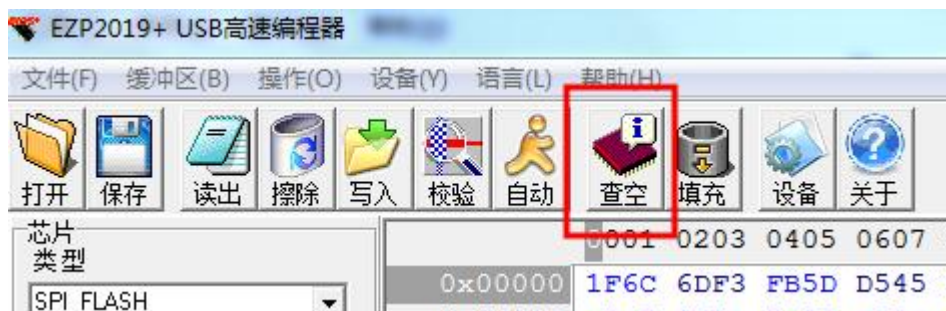 EZP2019+ USB高速编程器
文件(F) 缓冲区(B) 操作(O) 设备(Y) 语言(L) 帮助(H)
打开 保存 读出 擦除 写入 校验 自动 查空 填充 设备 关于
芯片
类型
0001 0203 0405 0607
SPI FLASH
0x00000 1F6C 6DF3 FB5D D545